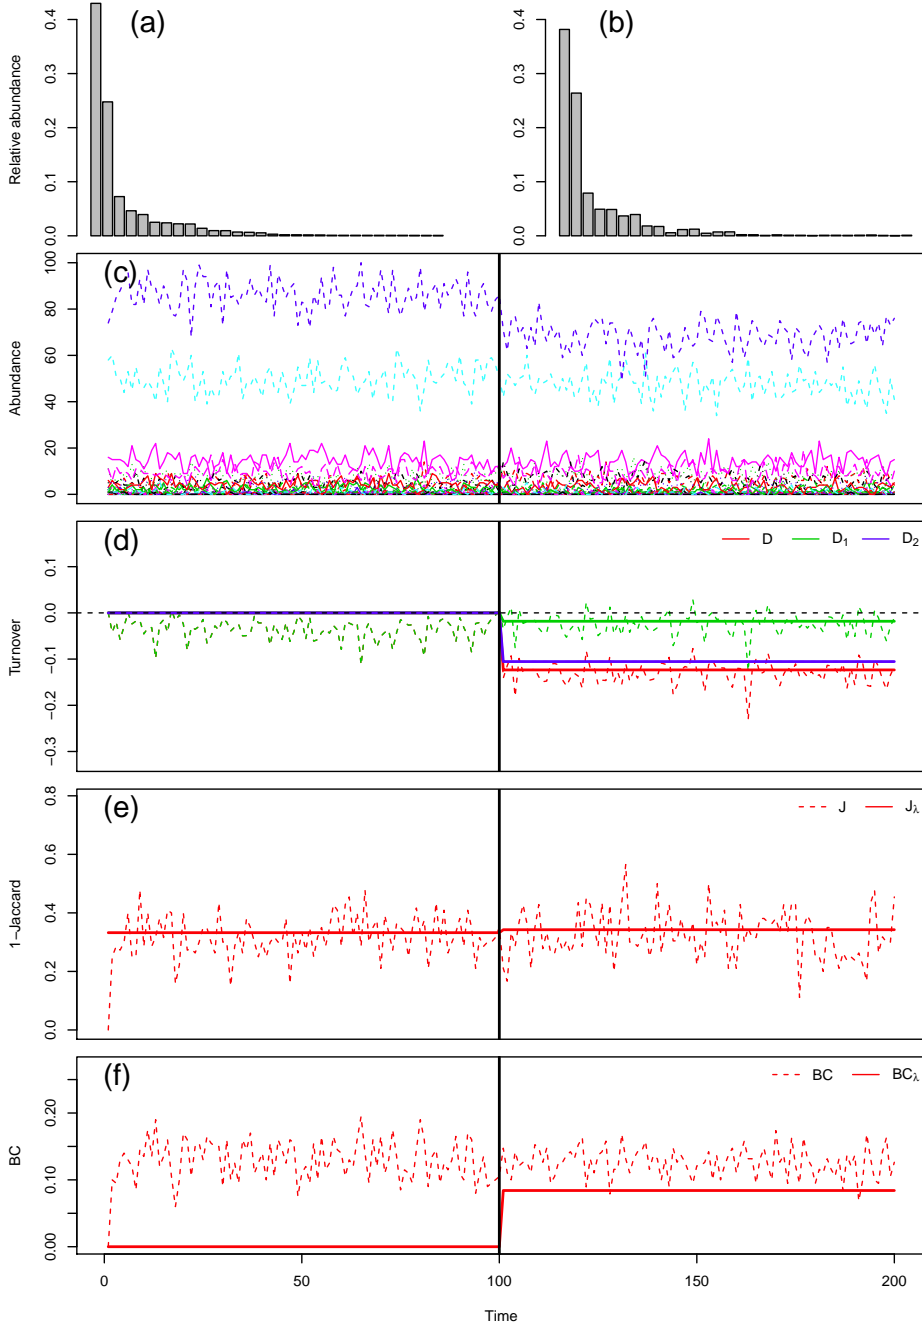 (a)
(b)
Relative abundance
0.0 0.1 0.2 0.3 0.4
0.0 0.1 0.2 0.3 0.4
(c)
Abundance
0 20 40 60 80 100
(d)
D D₁ D₂
Turnover
−0.3 −0.2 −0.1 0.0 0.1
(e)
J Jλ
1−Jaccard
0.0 0.2 0.4 0.6 0.8
(f)
BC BCλ
BC
0.00 0.10 0.20
0 50 100 150 200
Time